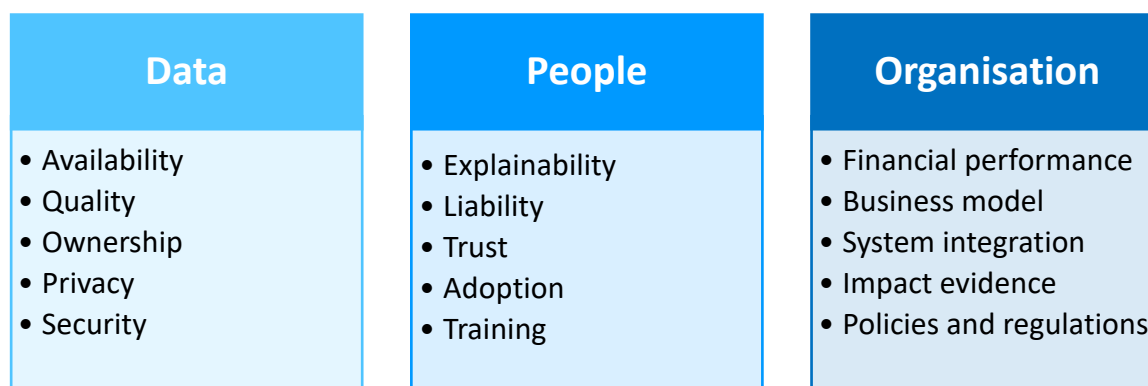 Data
• Availability
• Quality
• Ownership
• Privacy
• Security
People
• Explainability
• Liability
• Trust
• Adoption
• Training
Organisation
• Financial performance
• Business model
• System integration
• Impact evidence
• Policies and regulations